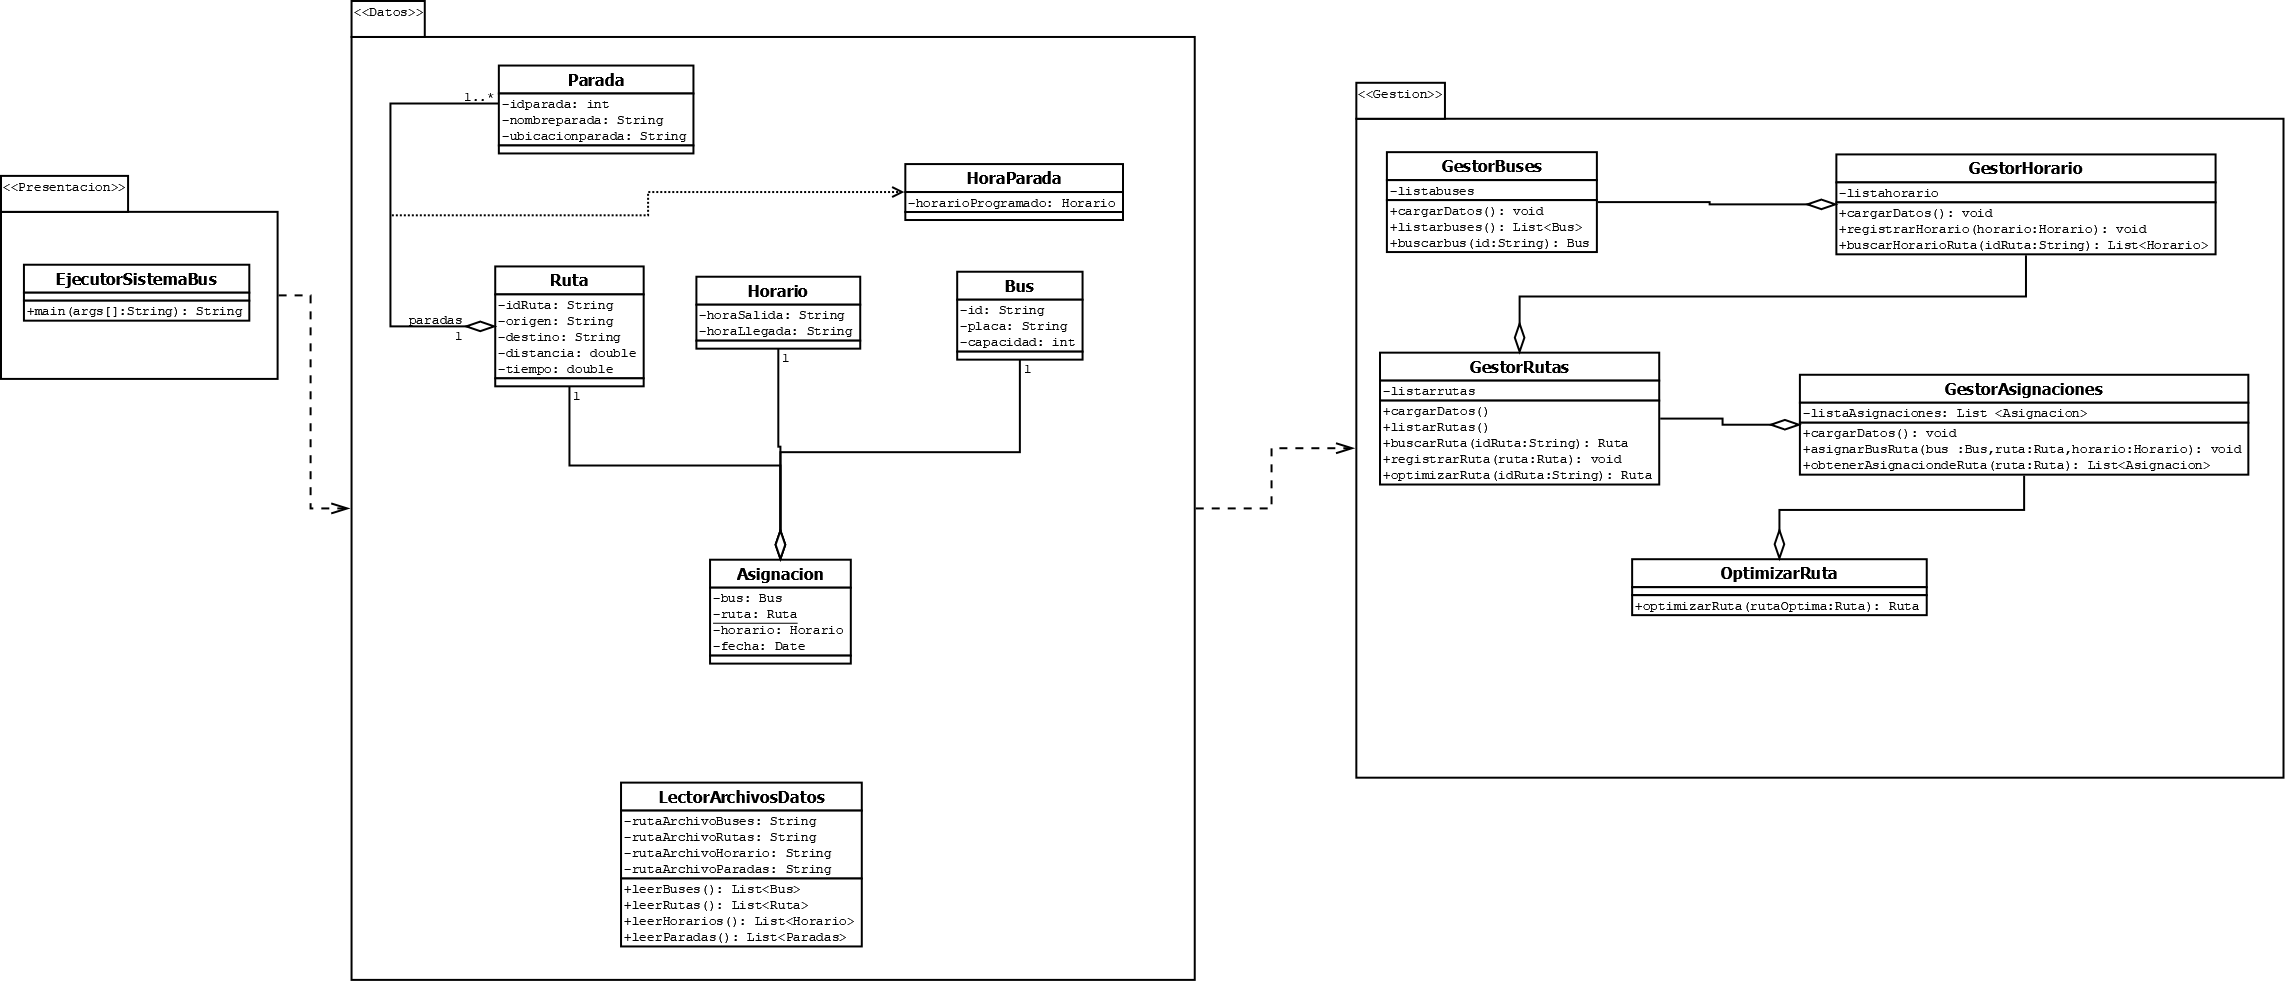 <<Presentacion>>
EjecutorSistemaBus
+main(args[]:String): String
<<Datos>>
Parada
-idparada: int
-nombreparada: String
-ubicacionparada: String
1..*
HoraParada
-horarioProgramado: Horario
paradas
1
Ruta
-idRuta: String
-origen: String
-destino: String
-distancia: double
-tiempo: double
1
Horario
-horaSalida: String
-horaLlegada: String
1
Bus
-id: String
-placa: String
-capacidad: int
1
Asignacion
-bus: Bus
-ruta: Ruta
-horario: Horario
-fecha: Date
LectorArchivosDatos
-rutaArchivoBuses: String
-rutaArchivoRutas: String
-rutaArchivoHorario: String
-rutaArchivoParadas: String
+leerBuses(): List<Bus>
+leerRutas(): List<Ruta>
+leerHorarios(): List<Horario>
+leerParadas(): List<Paradas>
<<Gestion>>
GestorBuses
-listabuses
+cargarDatos(): void
+listarbuses(): List<Bus>
+buscarbus(id:String): Bus
GestorHorario
-listahorario
+cargarDatos(): void
+registrarHorario(horario:Horario): void
+buscarHorarioRuta(idRuta:String): List<Horario>
GestorRutas
-listarrutas
+cargarDatos()
+listarRutas()
+buscarRuta(idRuta:String): Ruta
+registrarRuta(ruta:Ruta): void
+optimizarRuta(idRuta:String): Ruta
GestorAsignaciones
-listaAsignaciones: List <Asignacion>
+cargarDatos(): void
+asignarBusRuta(bus :Bus,ruta:Ruta,horario:Horario): void
+obtenerAsignaciondeRuta(ruta:Ruta): List<Asignacion>
OptimizarRuta
+optimizarRuta(rutaOptima:Ruta): Ruta